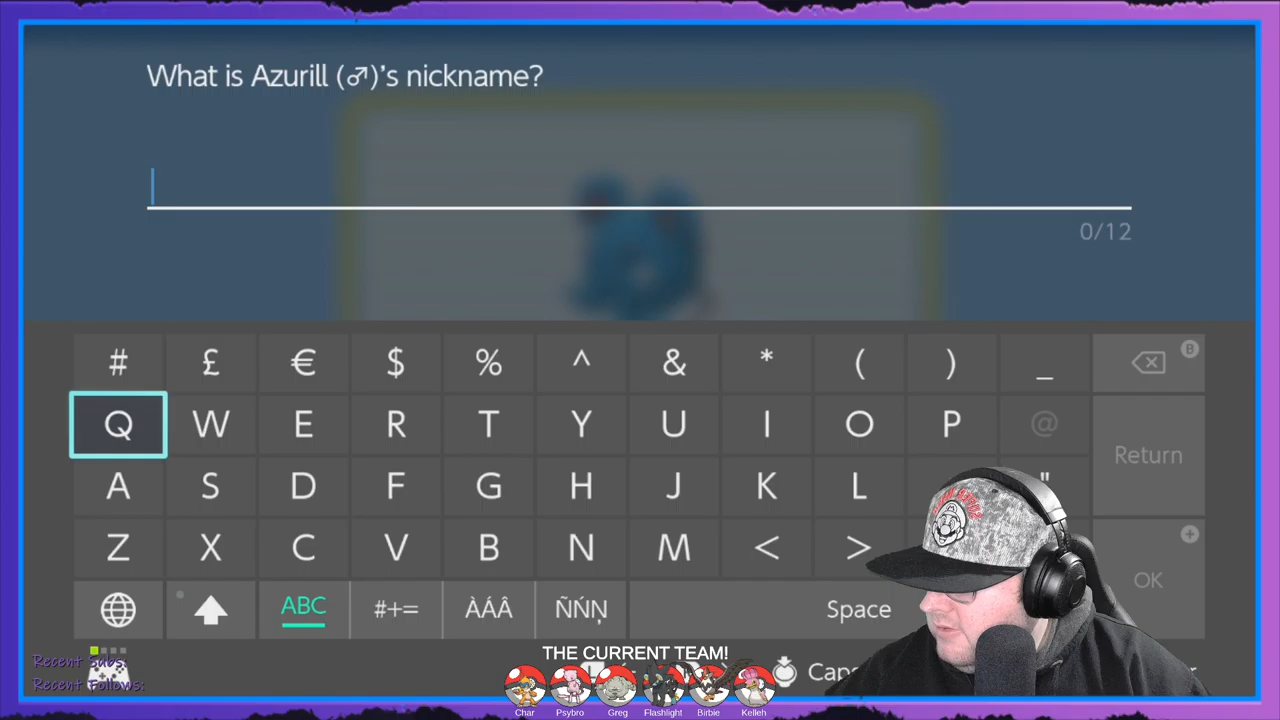 What is Azurill (♂)'s nickname?
0/12
# £ € $ % ^ & * ( ) _ B
Q W E R T Y U I O P @
Return
A S D F G H J K L "
Z X C V B N M < >
OK
ABC #+= ÀÁÂ ÑŃŅ Space
Recent Subs:
Recent Follows:
THE CURRENT TEAM!
Char Psybro Greg Flashlight Birbie Kelleh